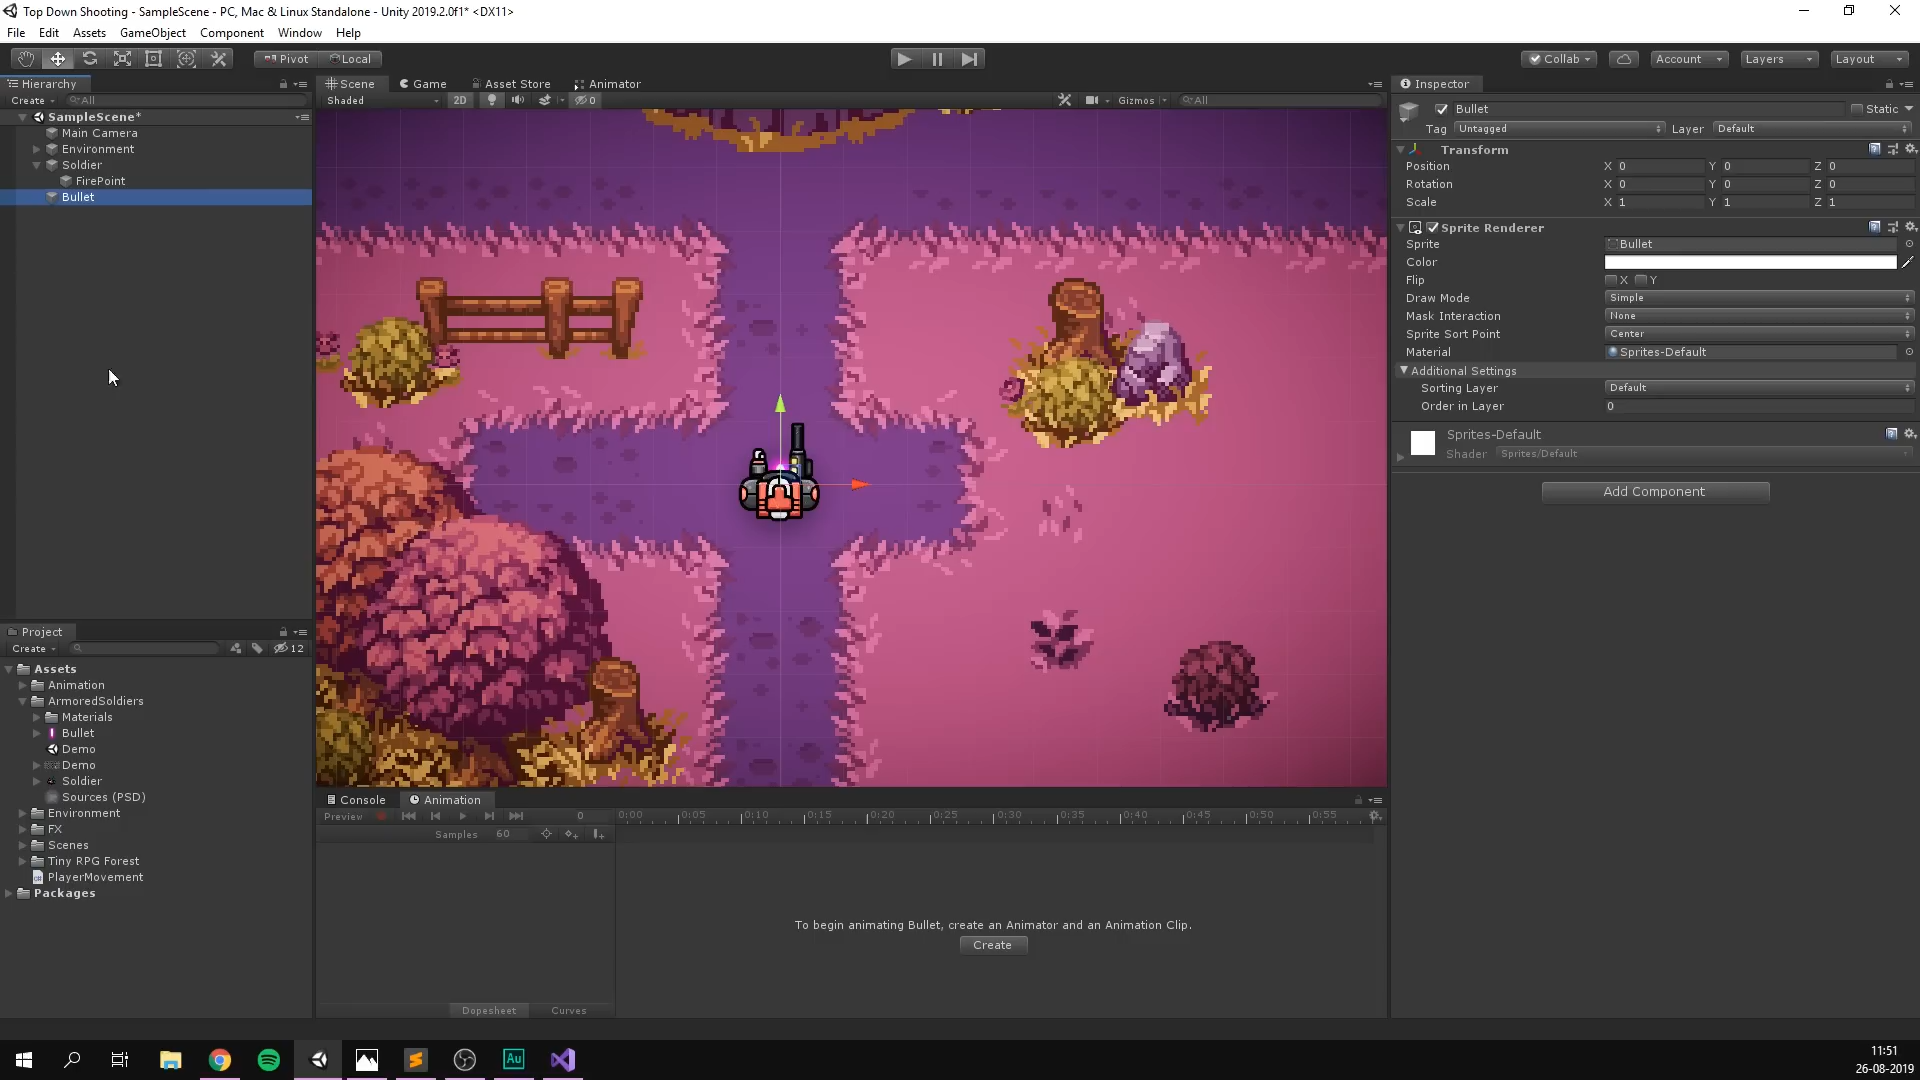 Top Down Shooting - SampleScene - PC, Mac & Linux Standalone - Unity 2019.2.0f1* <DX11>
File Edit Assets GameObject Component Window Help
Pivot Local Collab Account Layers Layout
Hierarchy
Create All
SampleScene*
Main Camera
Environment
Soldier
FirePoint
Bullet
Scene Game Asset Store Animator
Shaded 2D 0 Gizmos All
Inspector
Bullet Static
Tag Untagged Layer Default
Transform
Position X 0 Y 0 Z 0
Rotation X 0 Y 0 Z 0
Scale X 1 Y 1 Z 1
Sprite Renderer
Sprite Bullet
Color
Flip X Y
Draw Mode Simple
Mask Interaction None
Sprite Sort Point Center
Material Sprites-Default
Additional Settings
Sorting Layer Default
Order in Layer 0
Sprites-Default
Shader Sprites/Default
Add Component
Project
Create 12
Assets
Animation
ArmoredSoldiers
Materials
Bullet
Demo
Demo
Soldier
Sources (PSD)
Environment
FX
Scenes
Tiny RPG Forest
PlayerMovement
Packages
Console Animation
Preview 0 0:00 0:05 0:10 0:15 0:20 0:25 0:30 0:35 0:40 0:45 0:50 0:55
Samples 60
To begin animating Bullet, create an Animator and an Animation Clip.
Create
Dopesheet Curves
Au
11:51
26-08-2019